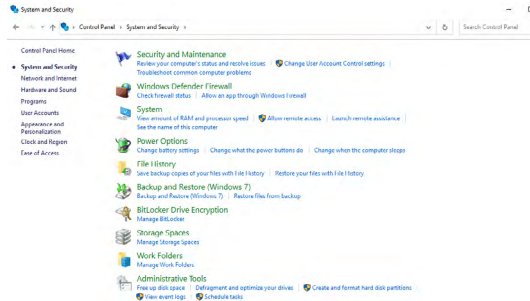 System and Security
Control Panel > System and Security >
Search Control Panel
Control Panel Home
System and Security
Network and Internet
Hardware and Sound
Programs
User Accounts
Appearance and
Personalization
Clock and Region
Ease of Access
Security and Maintenance
Review your computer's status and resolve issues | Change User Account Control settings |
Troubleshoot common computer problems
Windows Defender Firewall
Check firewall status | Allow an app through Windows Firewall
System
View amount of RAM and processor speed | Allow remote access | Launch remote assistance |
See the name of this computer
Power Options
Change battery settings | Change what the power buttons do | Change when the computer sleeps
File History
Save backup copies of your files with File History | Restore your files with File History
Backup and Restore (Windows 7)
Backup and Restore (Windows 7) | Restore files from backup
BitLocker Drive Encryption
Manage BitLocker
Storage Spaces
Manage Storage Spaces
Work Folders
Manage Work Folders
Administrative Tools
Free up disk space | Defragment and optimize your drives | Create and format hard disk partitions
View event logs | Schedule tasks